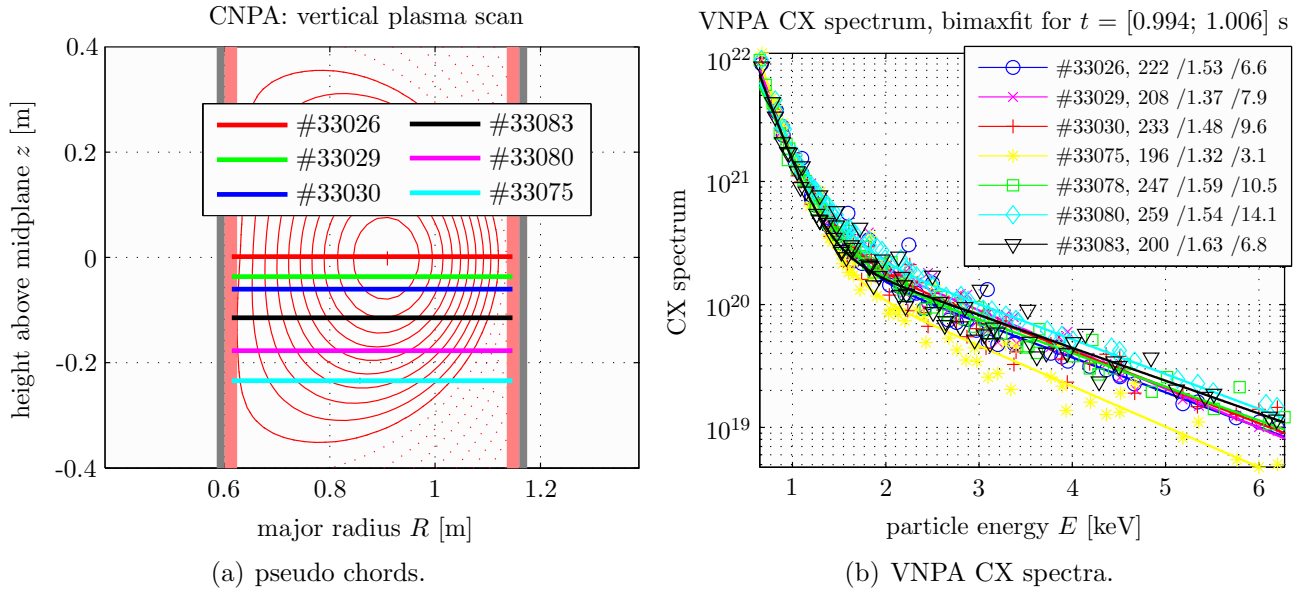 CNPA: vertical plasma scan
0.4
0.2
0
-0.2
-0.4
height above midplane z [m]
#33026
#33029
#33030
#33083
#33080
#33075
0.6
0.8
1
1.2
major radius R [m]
(a) pseudo chords.
VNPA CX spectrum, bimaxfit for t = [0.994; 1.006] s
10^22
10^21
10^20
10^19
CX spectrum
#33026, 222 /1.53 /6.6
#33029, 208 /1.37 /7.9
#33030, 233 /1.48 /9.6
#33075, 196 /1.32 /3.1
#33078, 247 /1.59 /10.5
#33080, 259 /1.54 /14.1
#33083, 200 /1.63 /6.8
1
2
3
4
5
6
particle energy E [keV]
(b) VNPA CX spectra.